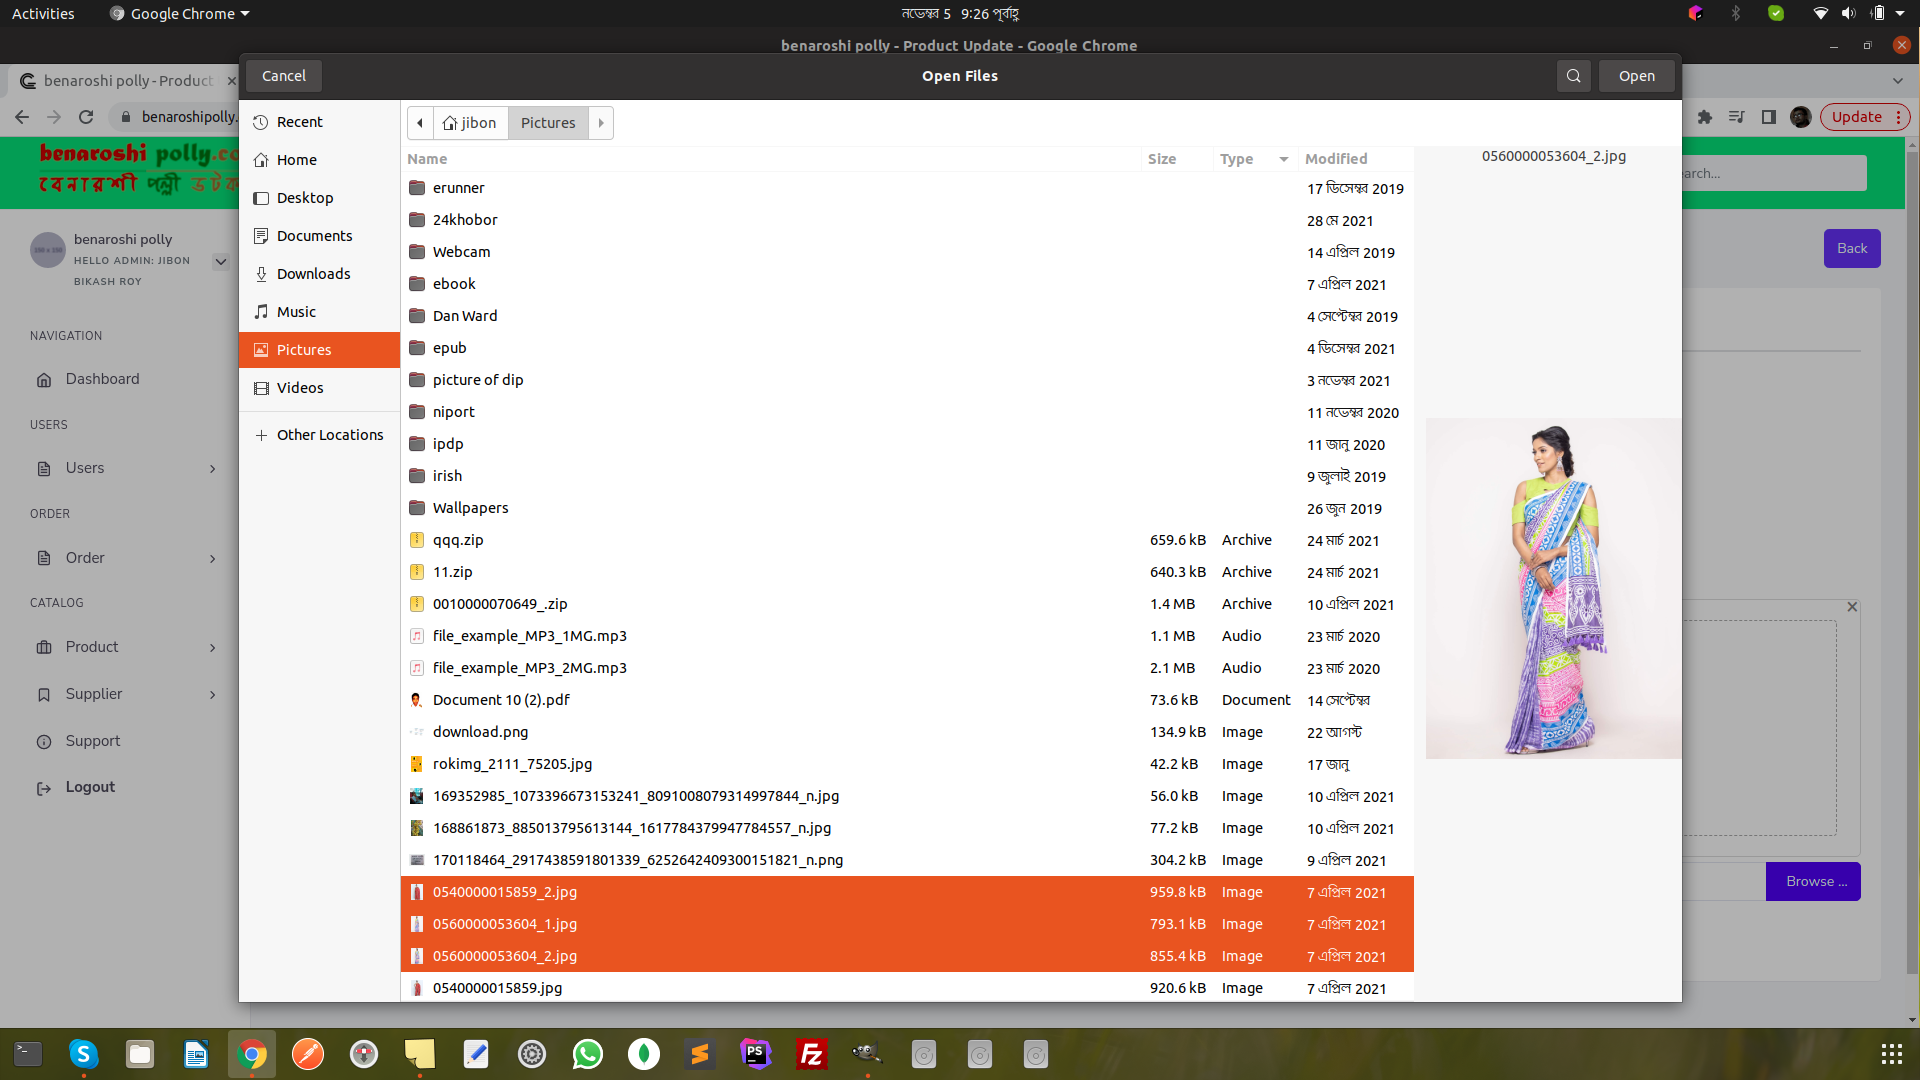 Activities
Google Chrome
নভেম্বর 5 9:26 পূর্বাহ্ণ
benaroshi polly - Product Update - Google Chrome
benaroshi polly - Product
Cancel
Open Files
Open
benaroshipolly.
Update
benaroshi polly.co
বেনারশী পল্লী ডটক
earch...
benaroshi polly
HELLO ADMIN: JIBON
BIKASH ROY
Back
NAVIGATION
Dashboard
USERS
Users
ORDER
Order
CATALOG
Product
Supplier
Support
Logout
Recent
Home
Desktop
Documents
Downloads
Music
Pictures
Videos
Other Locations
jibon
Pictures
Name Size Type Modified
erunner 17 ডিসেম্বর 2019
24khobor 28 মে 2021
Webcam 14 এপ্রিল 2019
ebook 7 এপ্রিল 2021
Dan Ward 4 সেপ্টেম্বর 2019
epub 4 ডিসেম্বর 2021
picture of dip 3 নভেম্বর 2021
niport 11 নভেম্বর 2020
ipdp 11 জানু 2020
irish 9 জুলাই 2019
Wallpapers 26 জুন 2019
qqq.zip 659.6 kB Archive 24 মার্চ 2021
11.zip 640.3 kB Archive 24 মার্চ 2021
0010000070649_.zip 1.4 MB Archive 10 এপ্রিল 2021
file_example_MP3_1MG.mp3 1.1 MB Audio 23 মার্চ 2020
file_example_MP3_2MG.mp3 2.1 MB Audio 23 মার্চ 2020
Document 10 (2).pdf 73.6 kB Document 14 সেপ্টেম্বর
download.png 134.9 kB Image 22 আগস্ট
rokimg_2111_75205.jpg 42.2 kB Image 17 জানু
169352985_1073396673153241_8091008079314997844_n.jpg 56.0 kB Image 10 এপ্রিল 2021
168861873_885013795613144_1617784379947784557_n.jpg 77.2 kB Image 10 এপ্রিল 2021
170118464_2917438591801339_6252642409300151821_n.png 304.2 kB Image 9 এপ্রিল 2021
0540000015859_2.jpg 959.8 kB Image 7 এপ্রিল 2021
0560000053604_1.jpg 793.1 kB Image 7 এপ্রিল 2021
0560000053604_2.jpg 855.4 kB Image 7 এপ্রিল 2021
0540000015859.jpg 920.6 kB Image 7 এপ্রিল 2021
0560000053604_2.jpg
Browse ...
PS
Fz